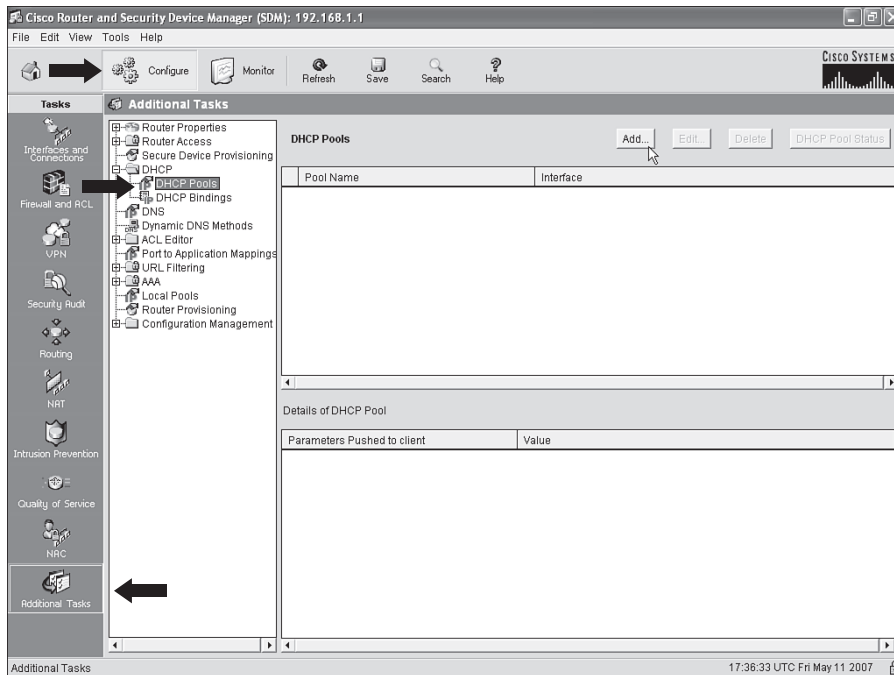 Cisco Router and Security Device Manager (SDM): 192.168.1.1
File Edit View Tools Help
Configure
Monitor
Refresh
Save
Search
Help
CISCO SYSTEMS
Tasks
Additional Tasks
Interfaces and
Connections
Firewall and ACL
VPN
Security Audit
Routing
NAT
Intrusion Prevention
Quality of Service
NAC
Additional Tasks
Router Properties
Router Access
Secure Device Provisioning
DHCP
DHCP Pools
DHCP Bindings
DNS
Dynamic DNS Methods
ACL Editor
Port to Application Mappings
URL Filtering
AAA
Local Pools
Router Provisioning
Configuration Management
DHCP Pools
Add...
Edit...
Delete
DHCP Pool Status
Pool Name
Interface
Details of DHCP Pool
Parameters Pushed to client
Value
Additional Tasks
17:36:33 UTC Fri May 11 2007